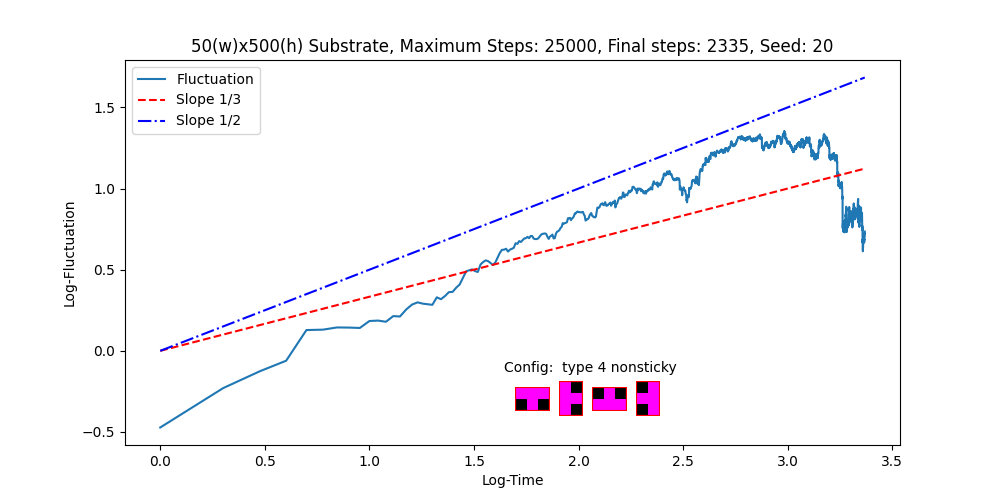 50(w)x500(h) Substrate, Maximum Steps: 25000, Final steps: 2335, Seed: 20
Fluctuation
Slope 1/3
Slope 1/2
1.5
1.0
0.5
0.0
−0.5
Log-Fluctuation
Config:  type 4 nonsticky
0.0 0.5 1.0 1.5 2.0 2.5 3.0 3.5
Log-Time